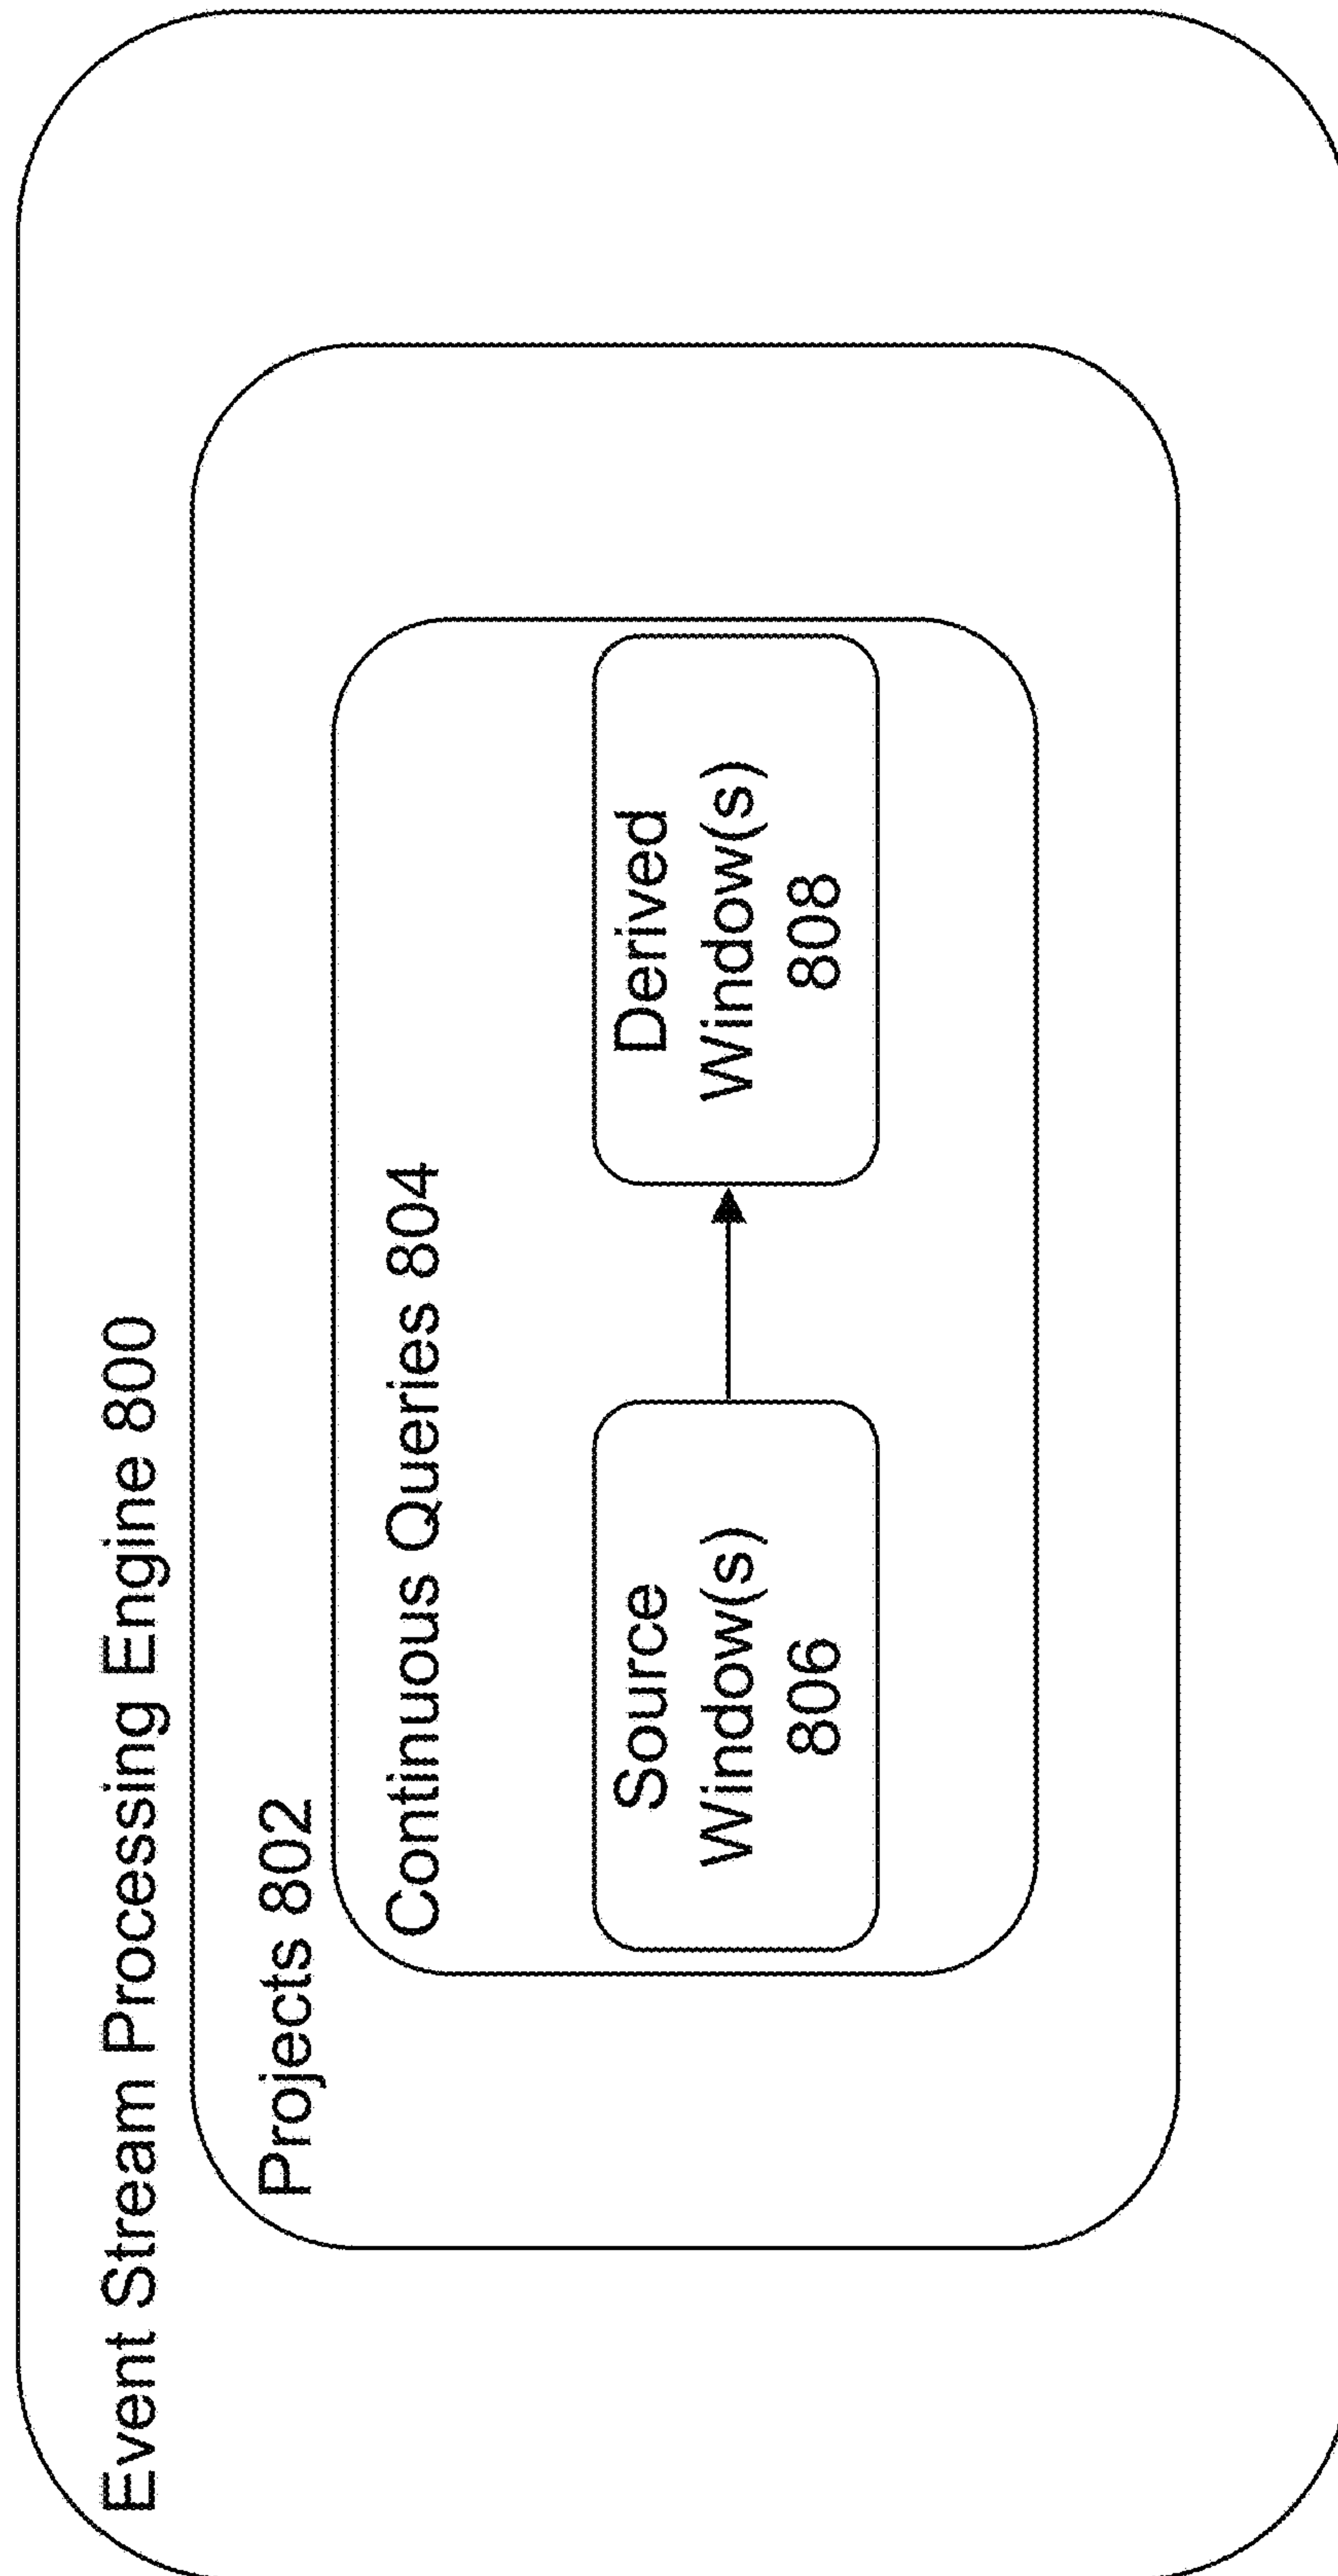 Event Stream Processing Engine 800
Projects 802
Continuous Queries 804
Source
Window(s)
806
Derived
Window(s)
808